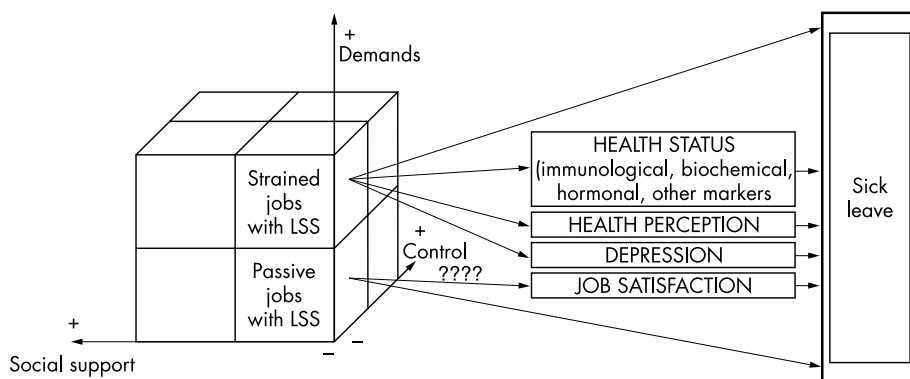 +
Demands
Strained
jobs
with LSS
Passive
jobs
with LSS
+
Control
????
+
Social support
–
–
HEALTH STATUS
(immunological, biochemical,
hormonal, other markers
HEALTH PERCEPTION
DEPRESSION
JOB SATISFACTION
Sick
leave